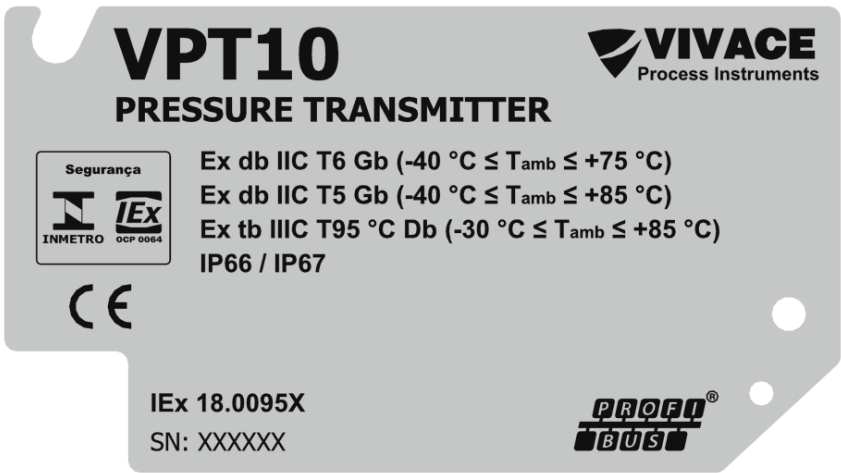 VPT10
VIVACE
Process Instruments
PRESSURE TRANSMITTER
Segurança
INMETRO
IEx
OCP 0064
Ex db IIC T6 Gb (-40 °C ≤ Tamb ≤ +75 °C)
Ex db IIC T5 Gb (-40 °C ≤ Tamb ≤ +85 °C)
Ex tb IIIC T95 °C Db (-30 °C ≤ Tamb ≤ +85 °C)
IP66 / IP67
CE
IEx 18.0095X
SN: XXXXXX
PROFI
BUS
®